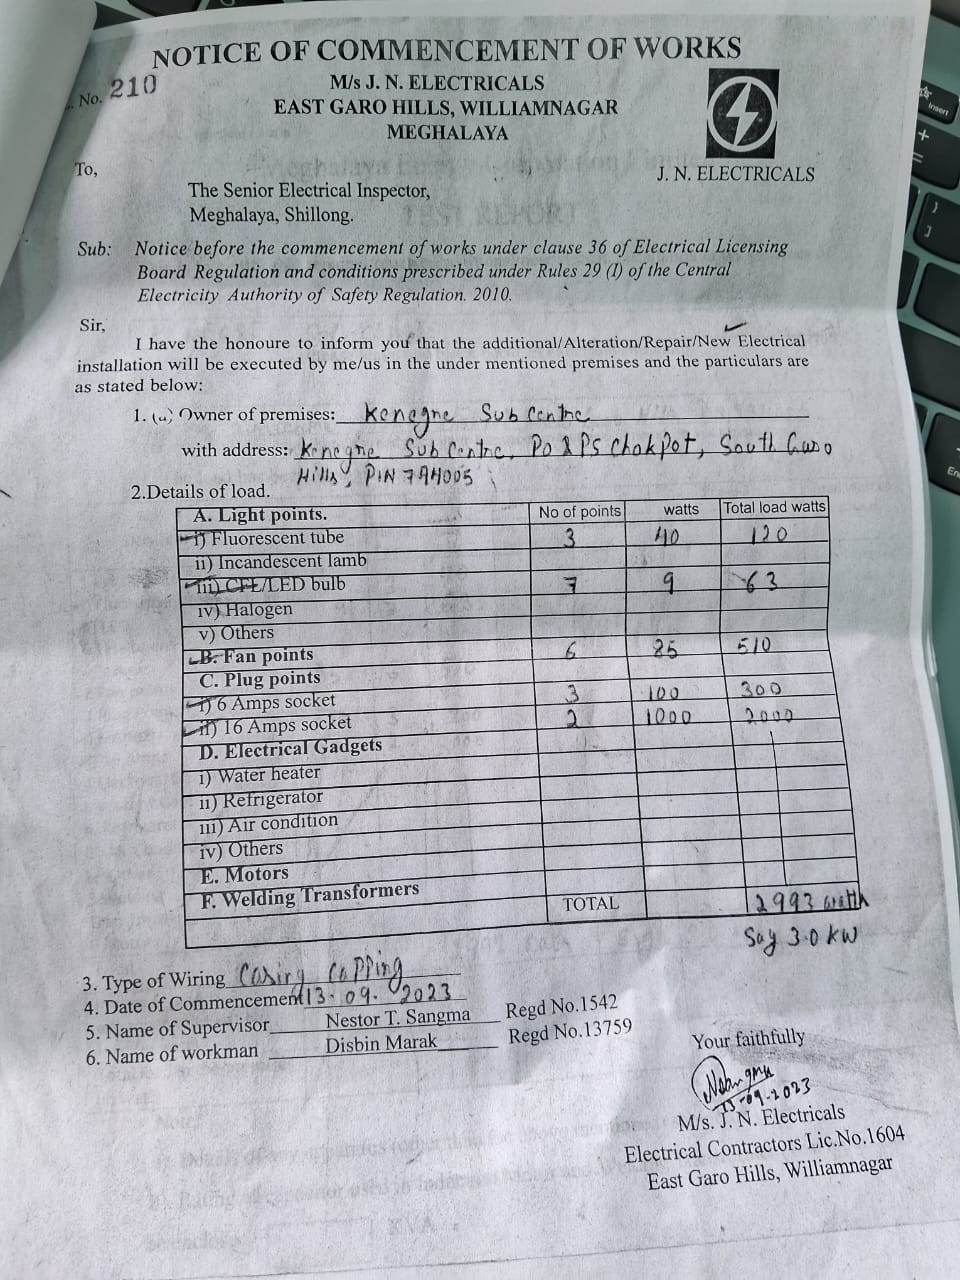 NOTICE OF COMMENCEMENT OF WORKS
No. 210
M/s J. N. ELECTRICALS
EAST GARO HILLS, WILLIAMNAGAR
MEGHALAYA
J. N. ELECTRICALS
To,
The Senior Electrical Inspector,
Meghalaya, Shillong.
Sub: Notice before the commencement of works under clause 36 of Electrical Licensing
Board Regulation and conditions prescribed under Rules 29 (I) of the Central
Electricity Authority of Safety Regulation. 2010.
Sir,
I have the honoure to inform you that the additional/Alteration/Repair/New Electrical
installation will be executed by me/us in the under mentioned premises and the particulars are
as stated below:
1. (a) Owner of premises: Kenegre Sub Centre
with address: Kenegre Sub Centre, PO & PS Chokpot, South Garo
Hills, PIN 794005
2.Details of load.
A. Light points. No of points watts Total load watts
i) Fluorescent tube 3 40 120
ii) Incandescent lamb
iii) CFL/LED bulb 7 9 63
iv) Halogen
v) Others
B. Fan points 6 85 510
C. Plug points
i) 6 Amps socket 3 100 300
ii) 16 Amps socket 2 1000 2000
D. Electrical Gadgets
i) Water heater
ii) Refrigerator
iii) Air condition
iv) Others
E. Motors
F. Welding Transformers
TOTAL 2993 watth
Say 3.0 kW
3. Type of Wiring Casing Capping
4. Date of Commencement 13-09-2023
5. Name of Supervisor Nestor T. Sangma Regd No.1542
6. Name of workman Disbin Marak Regd No.13759
Your faithfully
13-09-2023
M/s. J. N. Electricals
Electrical Contractors Lic.No.1604
East Garo Hills, Williamnagar